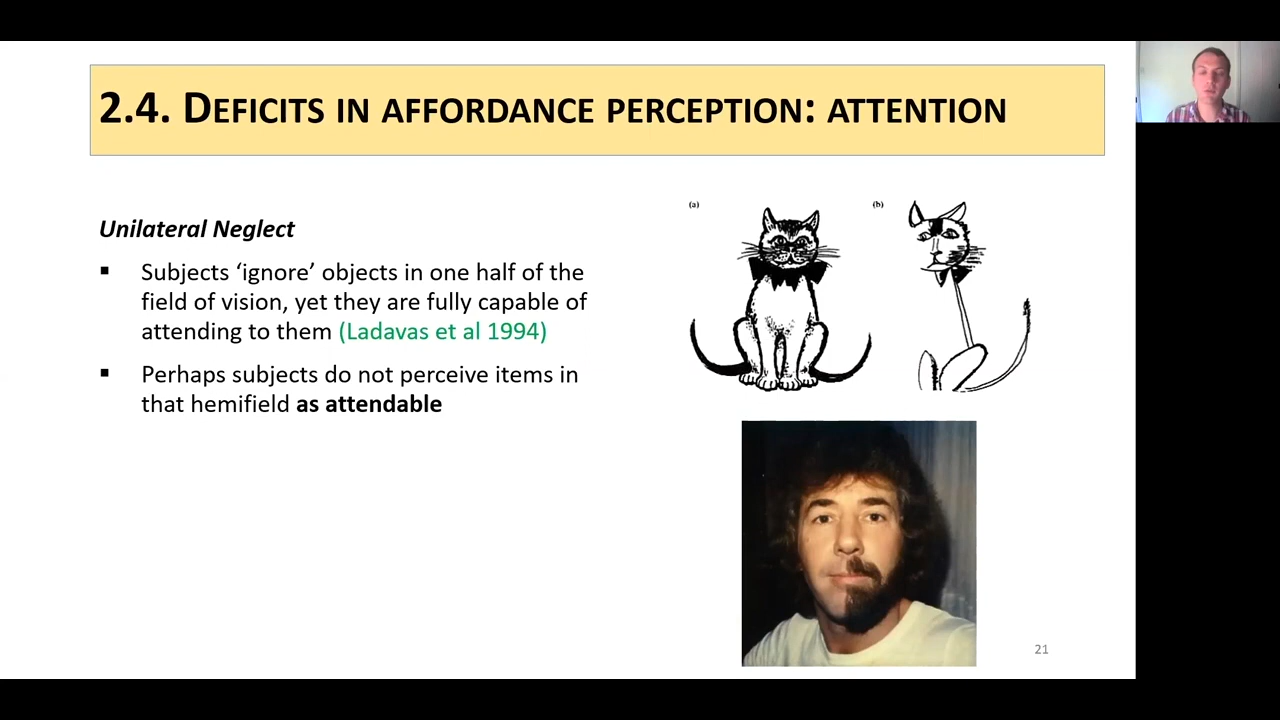 2.4. DEFICITS IN AFFORDANCE PERCEPTION: ATTENTION
Unilateral Neglect
▪ Subjects ‘ignore’ objects in one half of the
field of vision, yet they are fully capable of
attending to them (Ladavas et al 1994)
▪ Perhaps subjects do not perceive items in
that hemifield as attendable
(a)
(b)
21